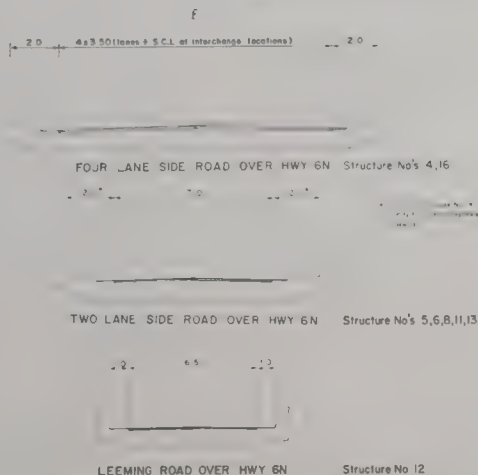 2.0 4x3.50(lanes + S.C.L at interchange locations) 2.0
FOUR LANE SIDE ROAD OVER HWY 6N Structure No's 4,16
TWO LANE SIDE ROAD OVER HWY 6N Structure No's 5,6,8,11,13
6.5
LEEMING ROAD OVER HWY 6N Structure No 12